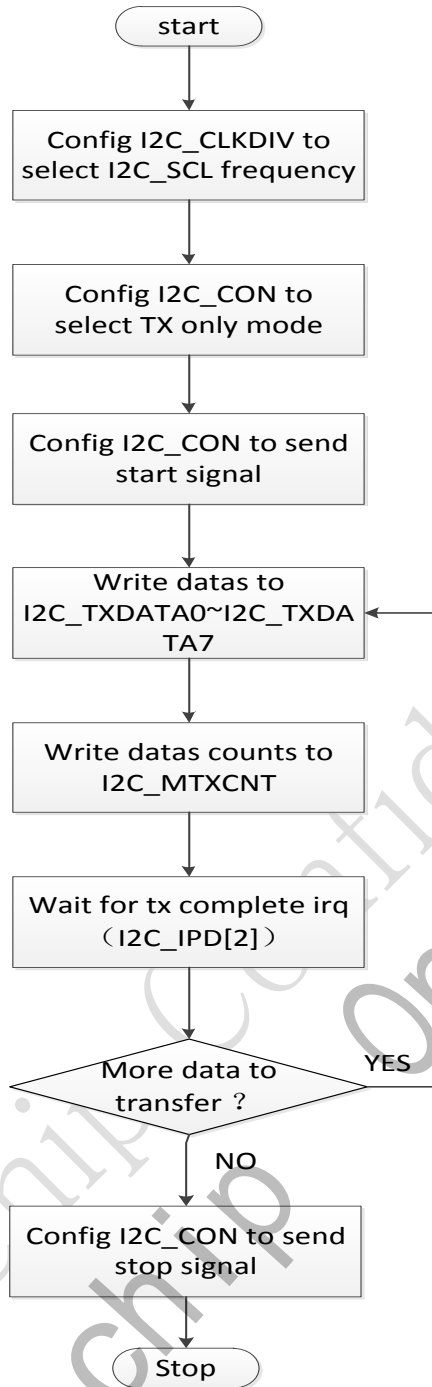 start
Config I2C_CLKDIV to
select I2C_SCL frequency
Config I2C_CON to
select TX only mode
Config I2C_CON to send
start signal
Write datas to
I2C_TXDATA0~I2C_TXDA
TA7
Write datas counts to
I2C_MTXCNT
Wait for tx complete irq
（I2C_IPD[2]）
More data to
transfer ？
YES
NO
Config I2C_CON to send
stop signal
Stop